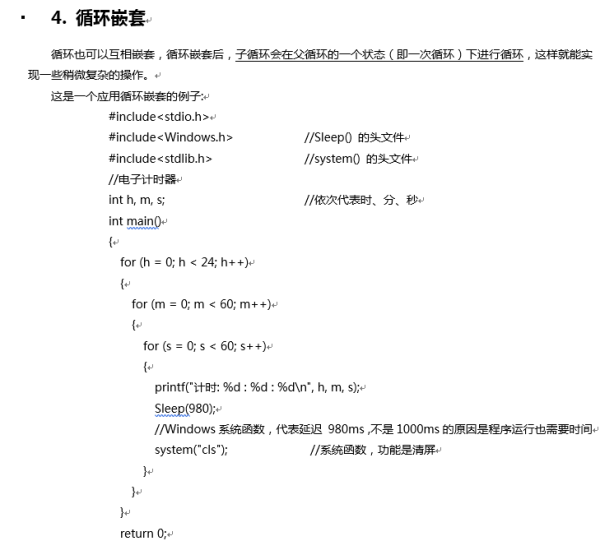 4. 循环嵌套
循环也可以互相嵌套，循环嵌套后，子循环会在父循环的一个状态（即一次循环）下进行循环，这样就能实
现一些稍微复杂的操作。
这是一个应用循环嵌套的例子:
#include<stdio.h>
#include<Windows.h> //Sleep() 的头文件
#include<stdlib.h> //system() 的头文件
//电子计时器
int h, m, s; //依次代表时、分、秒
int main()
{
for (h = 0; h < 24; h++)
{
for (m = 0; m < 60; m++)
{
for (s = 0; s < 60; s++)
{
printf("计时: %d : %d : %d\n", h, m, s);
Sleep(980);
//Windows 系统函数，代表延迟 980ms ,不是 1000ms 的原因是程序运行也需要时间
system("cls"); //系统函数，功能是清屏
}
}
}
return 0;